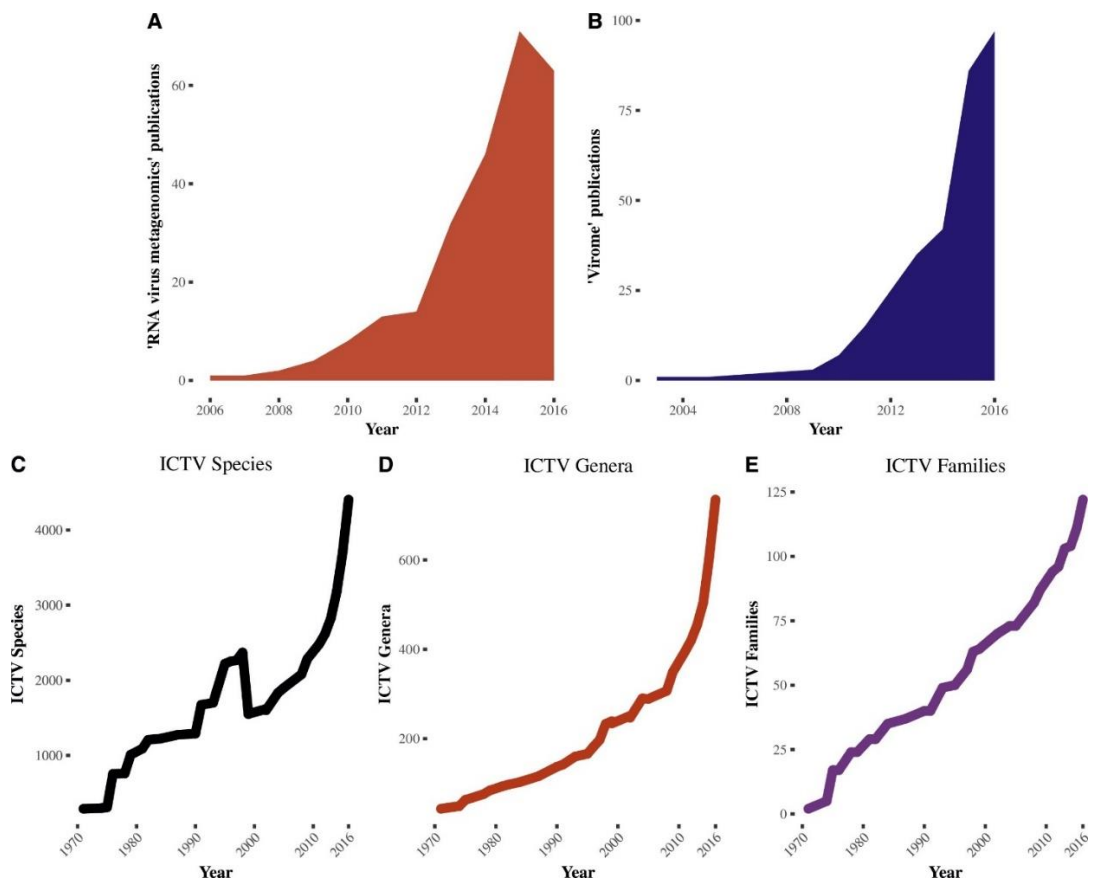 A
'RNA virus metagenomics' publications
60
40
20
0
2006
2008
2010
2012
2014
2016
Year
B
'Virome' publications
100
75
50
25
0
2004
2008
2012
2016
Year
C
ICTV Species
ICTV Species
4000
3000
2000
1000
1970
1980
1990
2000
2010
2016
Year
D
ICTV Genera
ICTV Genera
600
400
200
1970
1980
1990
2000
2010
2016
Year
E
ICTV Families
ICTV Families
125
100
75
50
25
0
1970
1980
1990
2000
2010
2016
Year